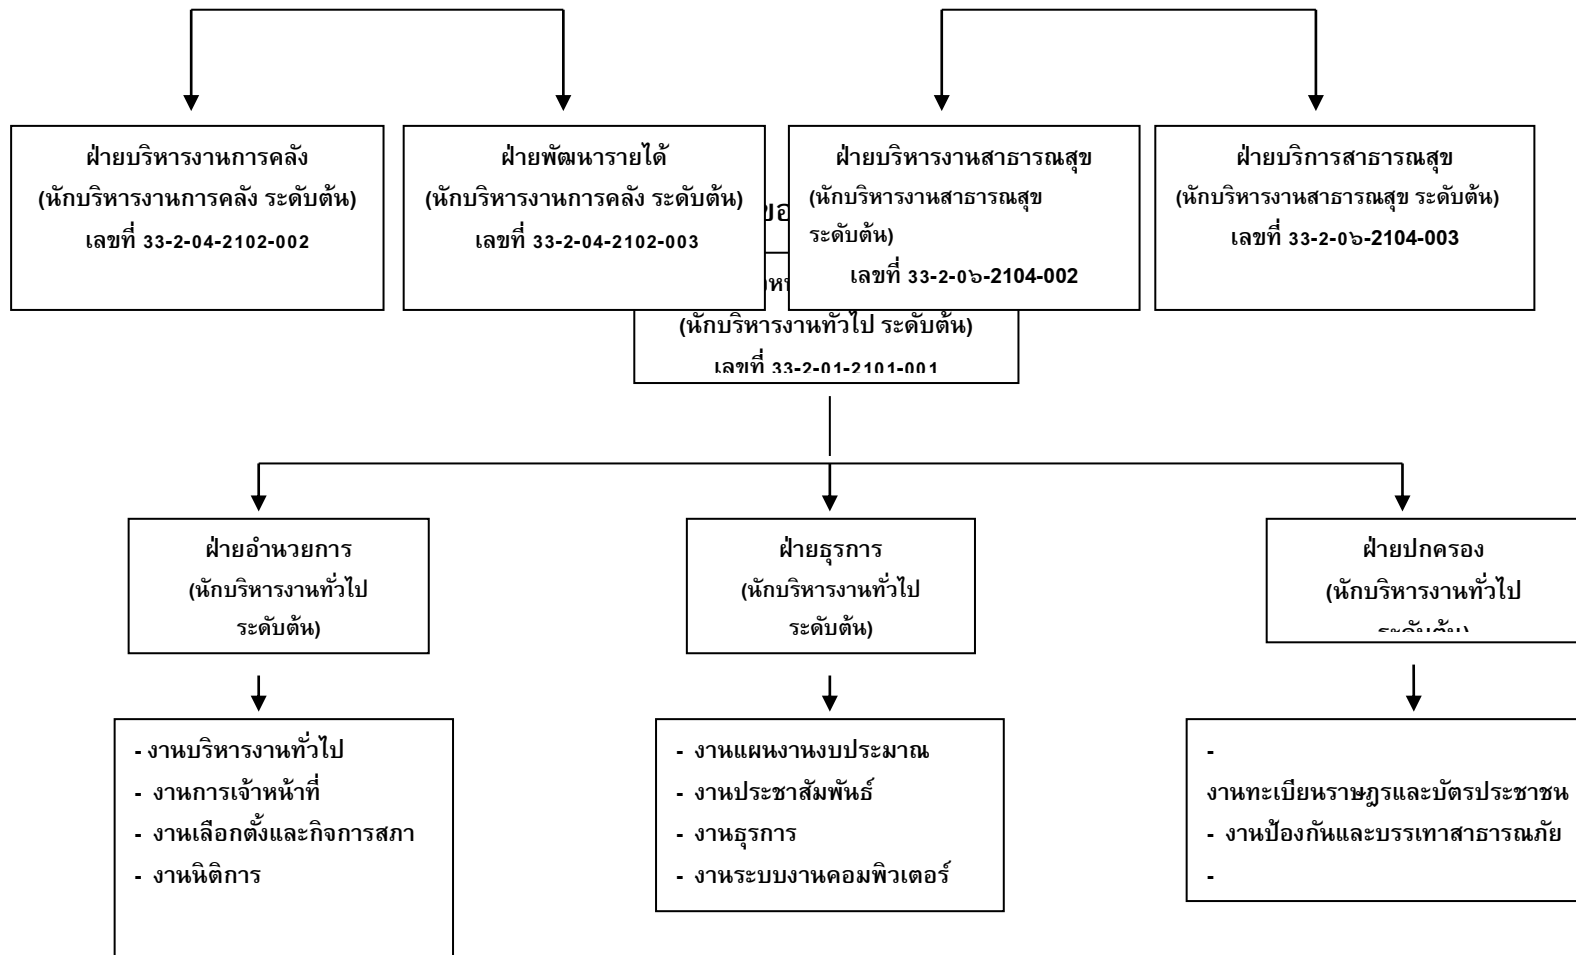 ฝ่ายบริหารงานการคลัง
(นักบริหารงานการคลัง ระดับต้น)
เลขที่ 33-2-04-2102-002
ฝ่ายพัฒนารายได้
(นักบริหารงานการคลัง ระดับต้น)
เลขที่ 33-2-04-2102-003
ฝ่ายบริหารงานสาธารณสุข
(นักบริหารงานสาธารณสุข
ระดับต้น)
เลขที่ 33-2-0๖-2104-002
ฝ่ายบริการสาธารณสุข
(นักบริหารงานสาธารณสุข ระดับต้น)
เลขที่ 33-2-0๖-2104-003
(นักบริหารงานทั่วไป ระดับต้น)
เลขที่ 33-2-01-2101-001
ฝ่ายอำนวยการ
(นักบริหารงานทั่วไป
ระดับต้น)
ฝ่ายธุรการ
(นักบริหารงานทั่วไป
ระดับต้น)
ฝ่ายปกครอง
(นักบริหารงานทั่วไป
ระดับต้น)
- งานบริหารงานทั่วไป
- งานการเจ้าหน้าที่
- งานเลือกตั้งและกิจการสภา
- งานนิติการ
- งานแผนงานงบประมาณ
- งานประชาสัมพันธ์
- งานธุรการ
- งานระบบงานคอมพิวเตอร์
-
งานทะเบียนราษฎรและบัตรประชาชน
- งานป้องกันและบรรเทาสาธารณภัย
-